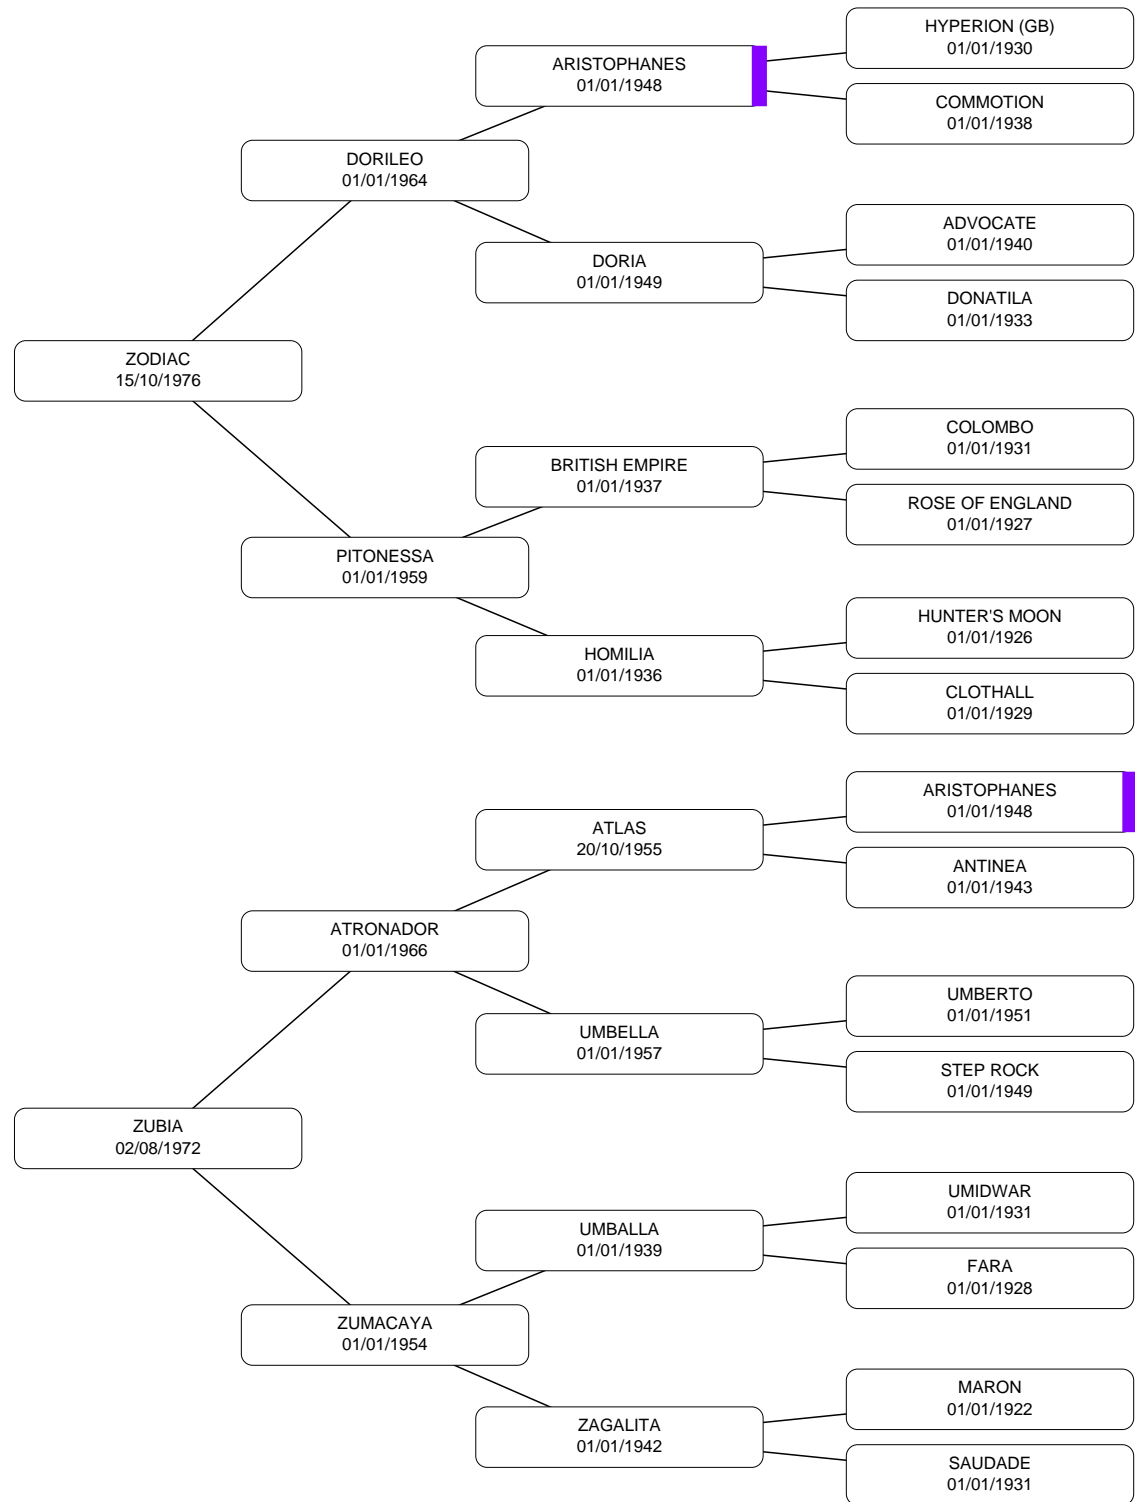 HYPERION (GB)
01/01/1930
ARISTOPHANES
01/01/1948
COMMOTION
01/01/1938
DORILEO
01/01/1964
ADVOCATE
01/01/1940
DORIA
01/01/1949
DONATILA
01/01/1933
ZODIAC
15/10/1976
COLOMBO
01/01/1931
BRITISH EMPIRE
01/01/1937
ROSE OF ENGLAND
01/01/1927
PITONESSA
01/01/1959
HUNTER'S MOON
01/01/1926
HOMILIA
01/01/1936
CLOTHALL
01/01/1929
ARISTOPHANES
01/01/1948
ATLAS
20/10/1955
ANTINEA
01/01/1943
ATRONADOR
01/01/1966
UMBERTO
01/01/1951
UMBELLA
01/01/1957
STEP ROCK
01/01/1949
ZUBIA
02/08/1972
UMIDWAR
01/01/1931
UMBALLA
01/01/1939
FARA
01/01/1928
ZUMACAYA
01/01/1954
MARON
01/01/1922
ZAGALITA
01/01/1942
SAUDADE
01/01/1931